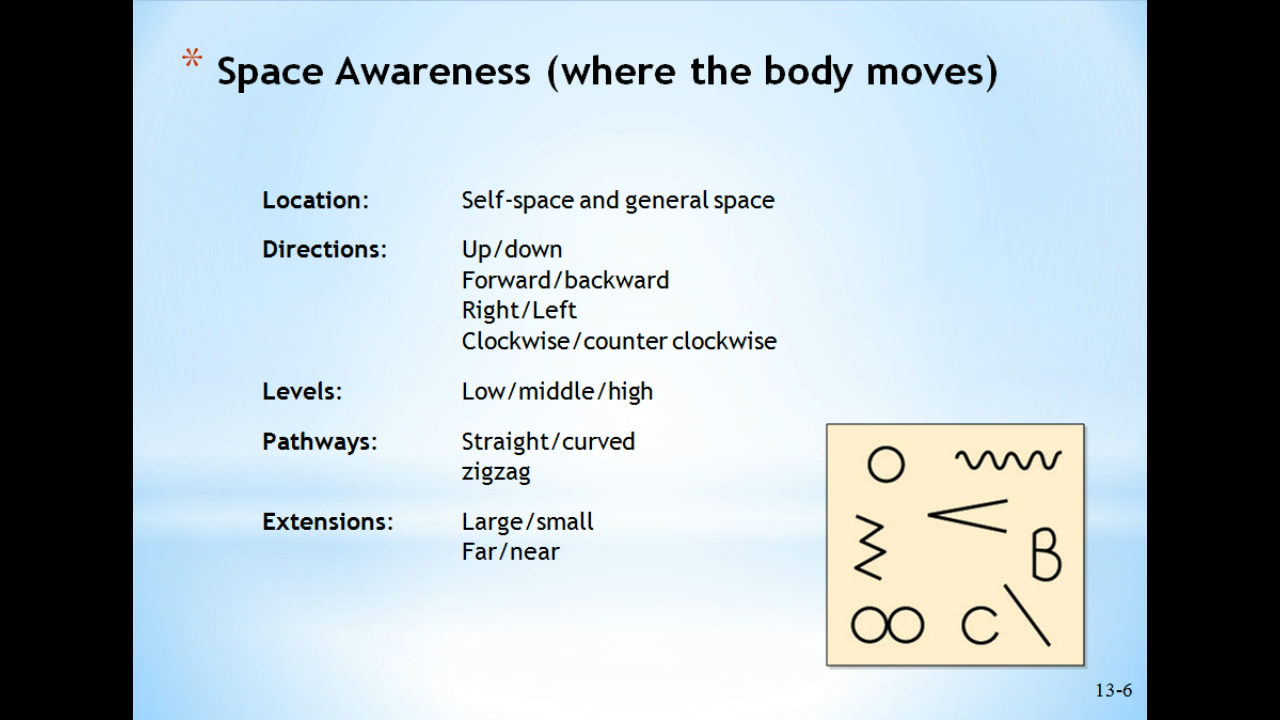 * Space Awareness (where the body moves)
Location: Self-space and general space
Directions: Up/down
Forward/backward
Right/Left
Clockwise/counter clockwise
Levels: Low/middle/high
Pathways: Straight/curved
zigzag
Extensions: Large/small
Far/near
B
C
13-6